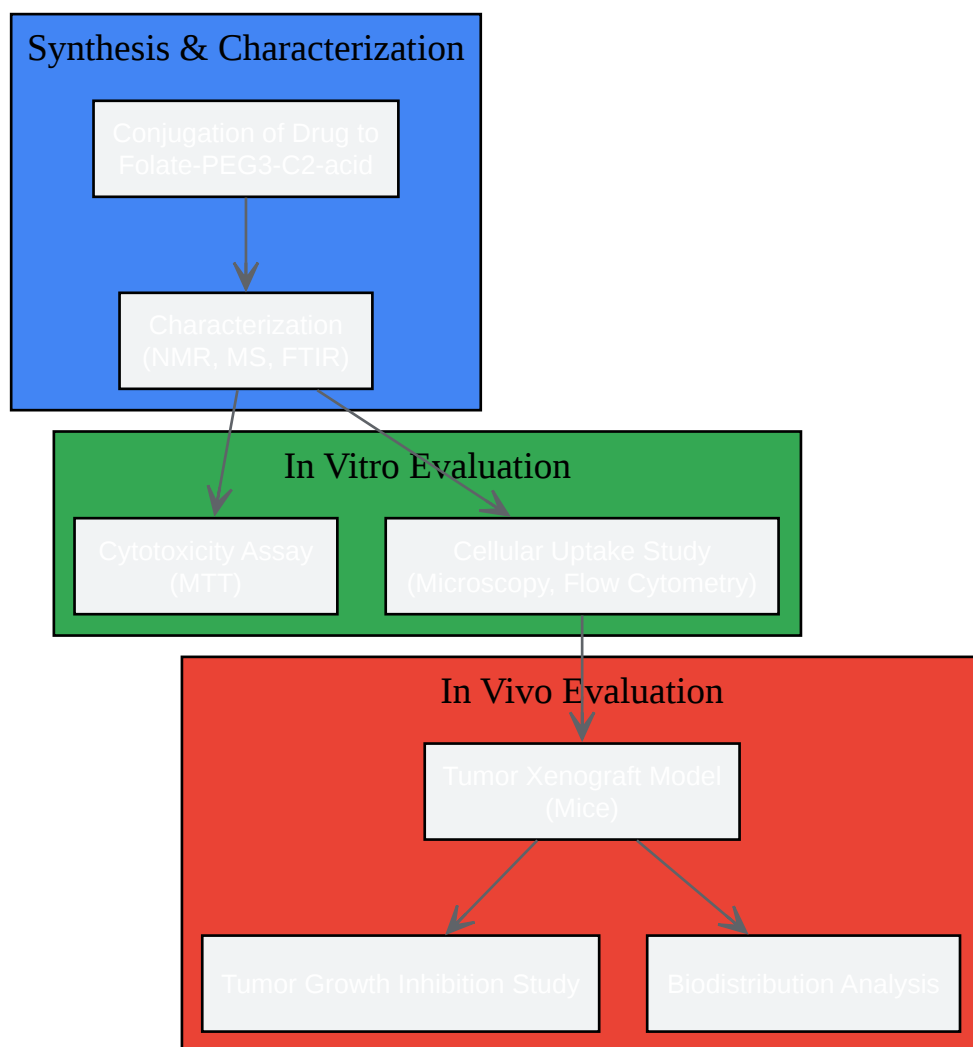 Synthesis & Characterization
Conjugation of Drug to
Folate-PEG3-C2-acid
Characterization
(NMR, MS, FTIR)
In Vitro Evaluation
Cytotoxicity Assay
(MTT)
Cellular Uptake Study
(Microscopy, Flow Cytometry)
In Vivo Evaluation
Tumor Xenograft Model
(Mice)
Tumor Growth Inhibition Study
Biodistribution Analysis